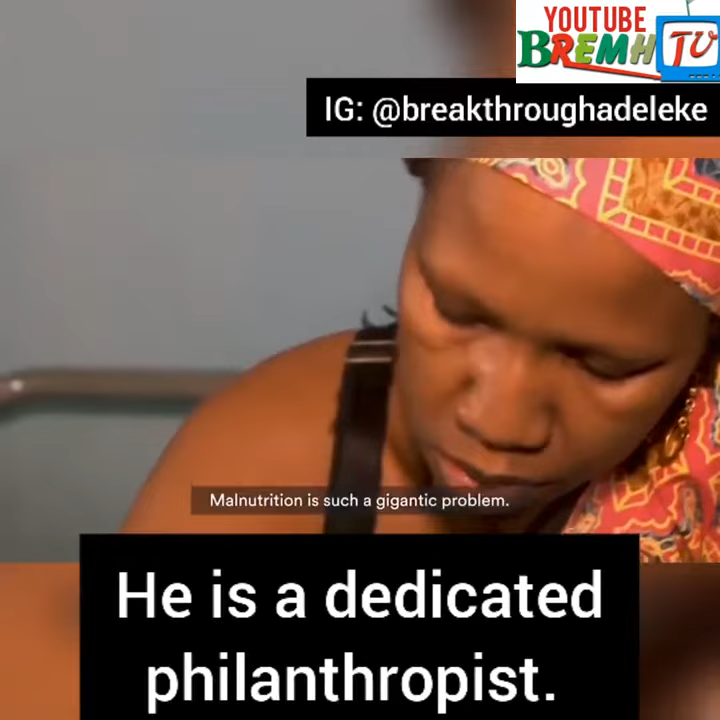 YOUTUBE
BREMH TV
IG: @breakthroughadeleke
Malnutrition is such a gigantic problem.
He is a dedicated
philanthropist.